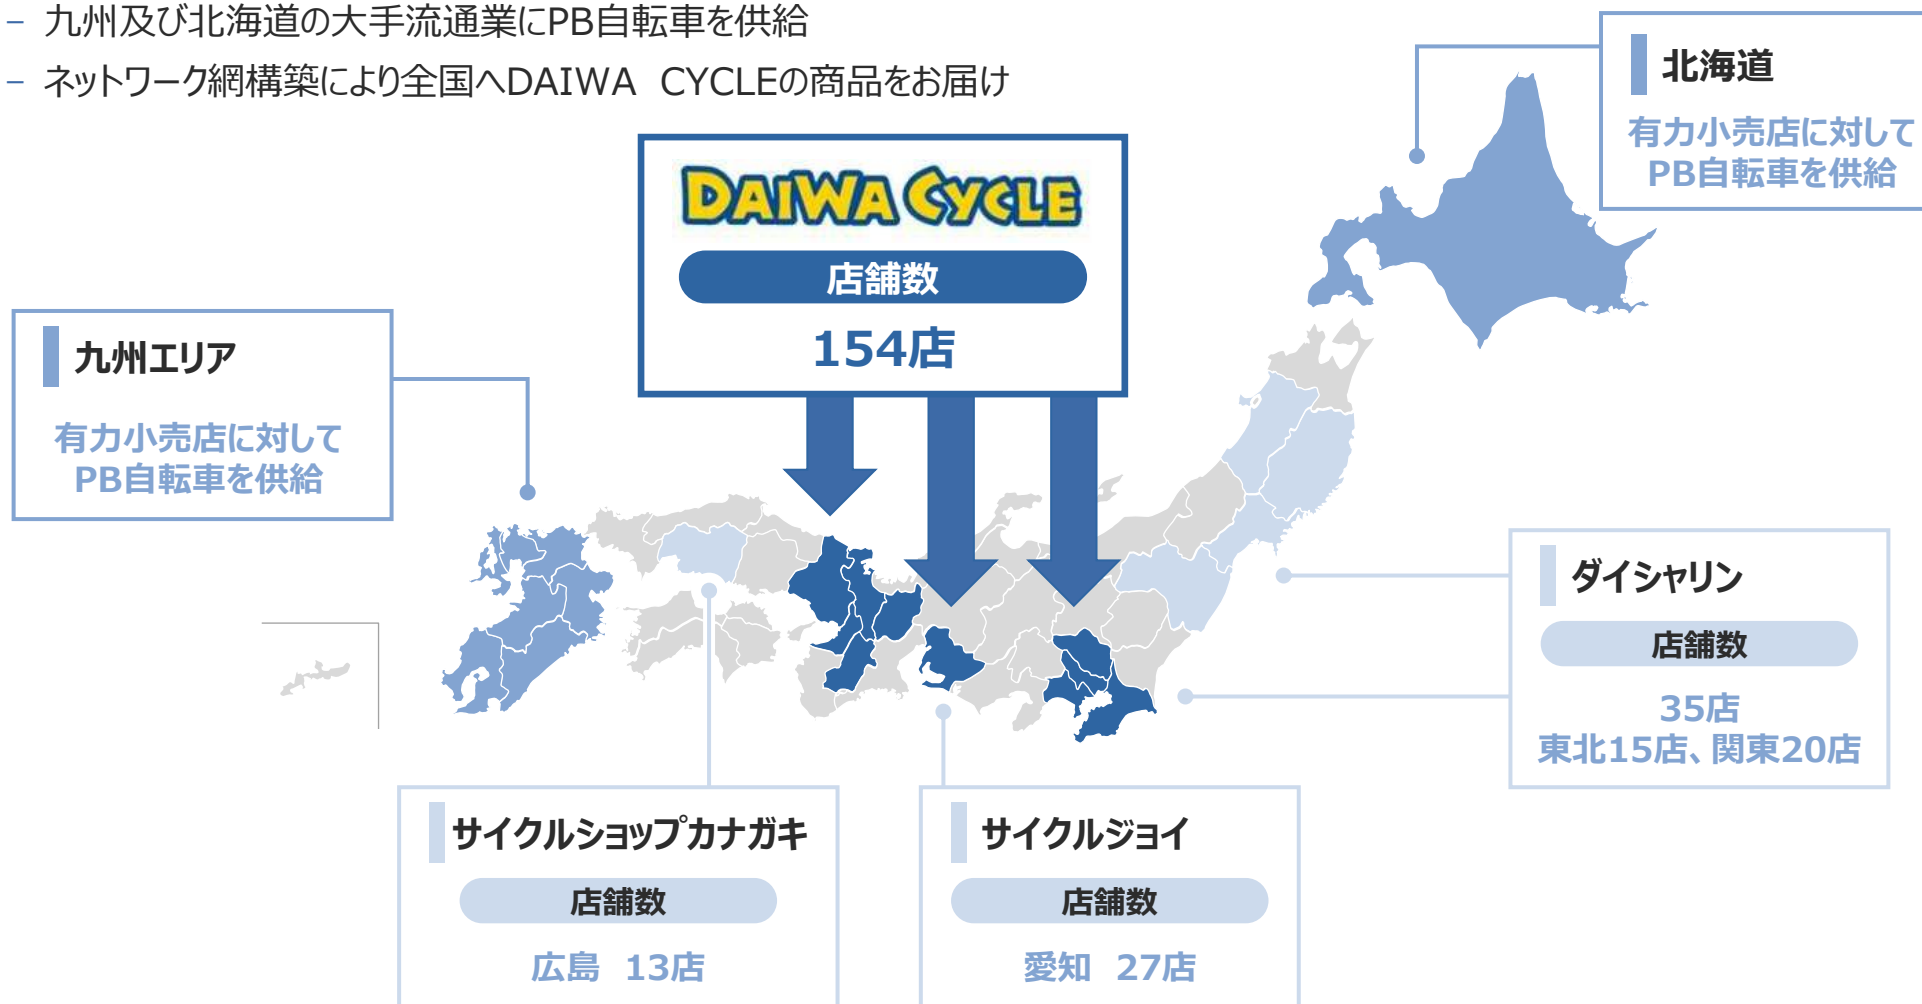 – 九州及び北海道の大手流通業にPB自転車を供給
– ネットワーク網構築により全国へDAIWA CYCLEの商品をお届け
北海道
有力小売店に対して
PB自転車を供給
DAIWA CYCLE
店舗数
154店
九州エリア
有力小売店に対して
PB自転車を供給
ダイシャリン
店舗数
35店
東北15店、関東20店
サイクルショップカナガキ
店舗数
広島 13店
サイクルジョイ
店舗数
愛知 27店